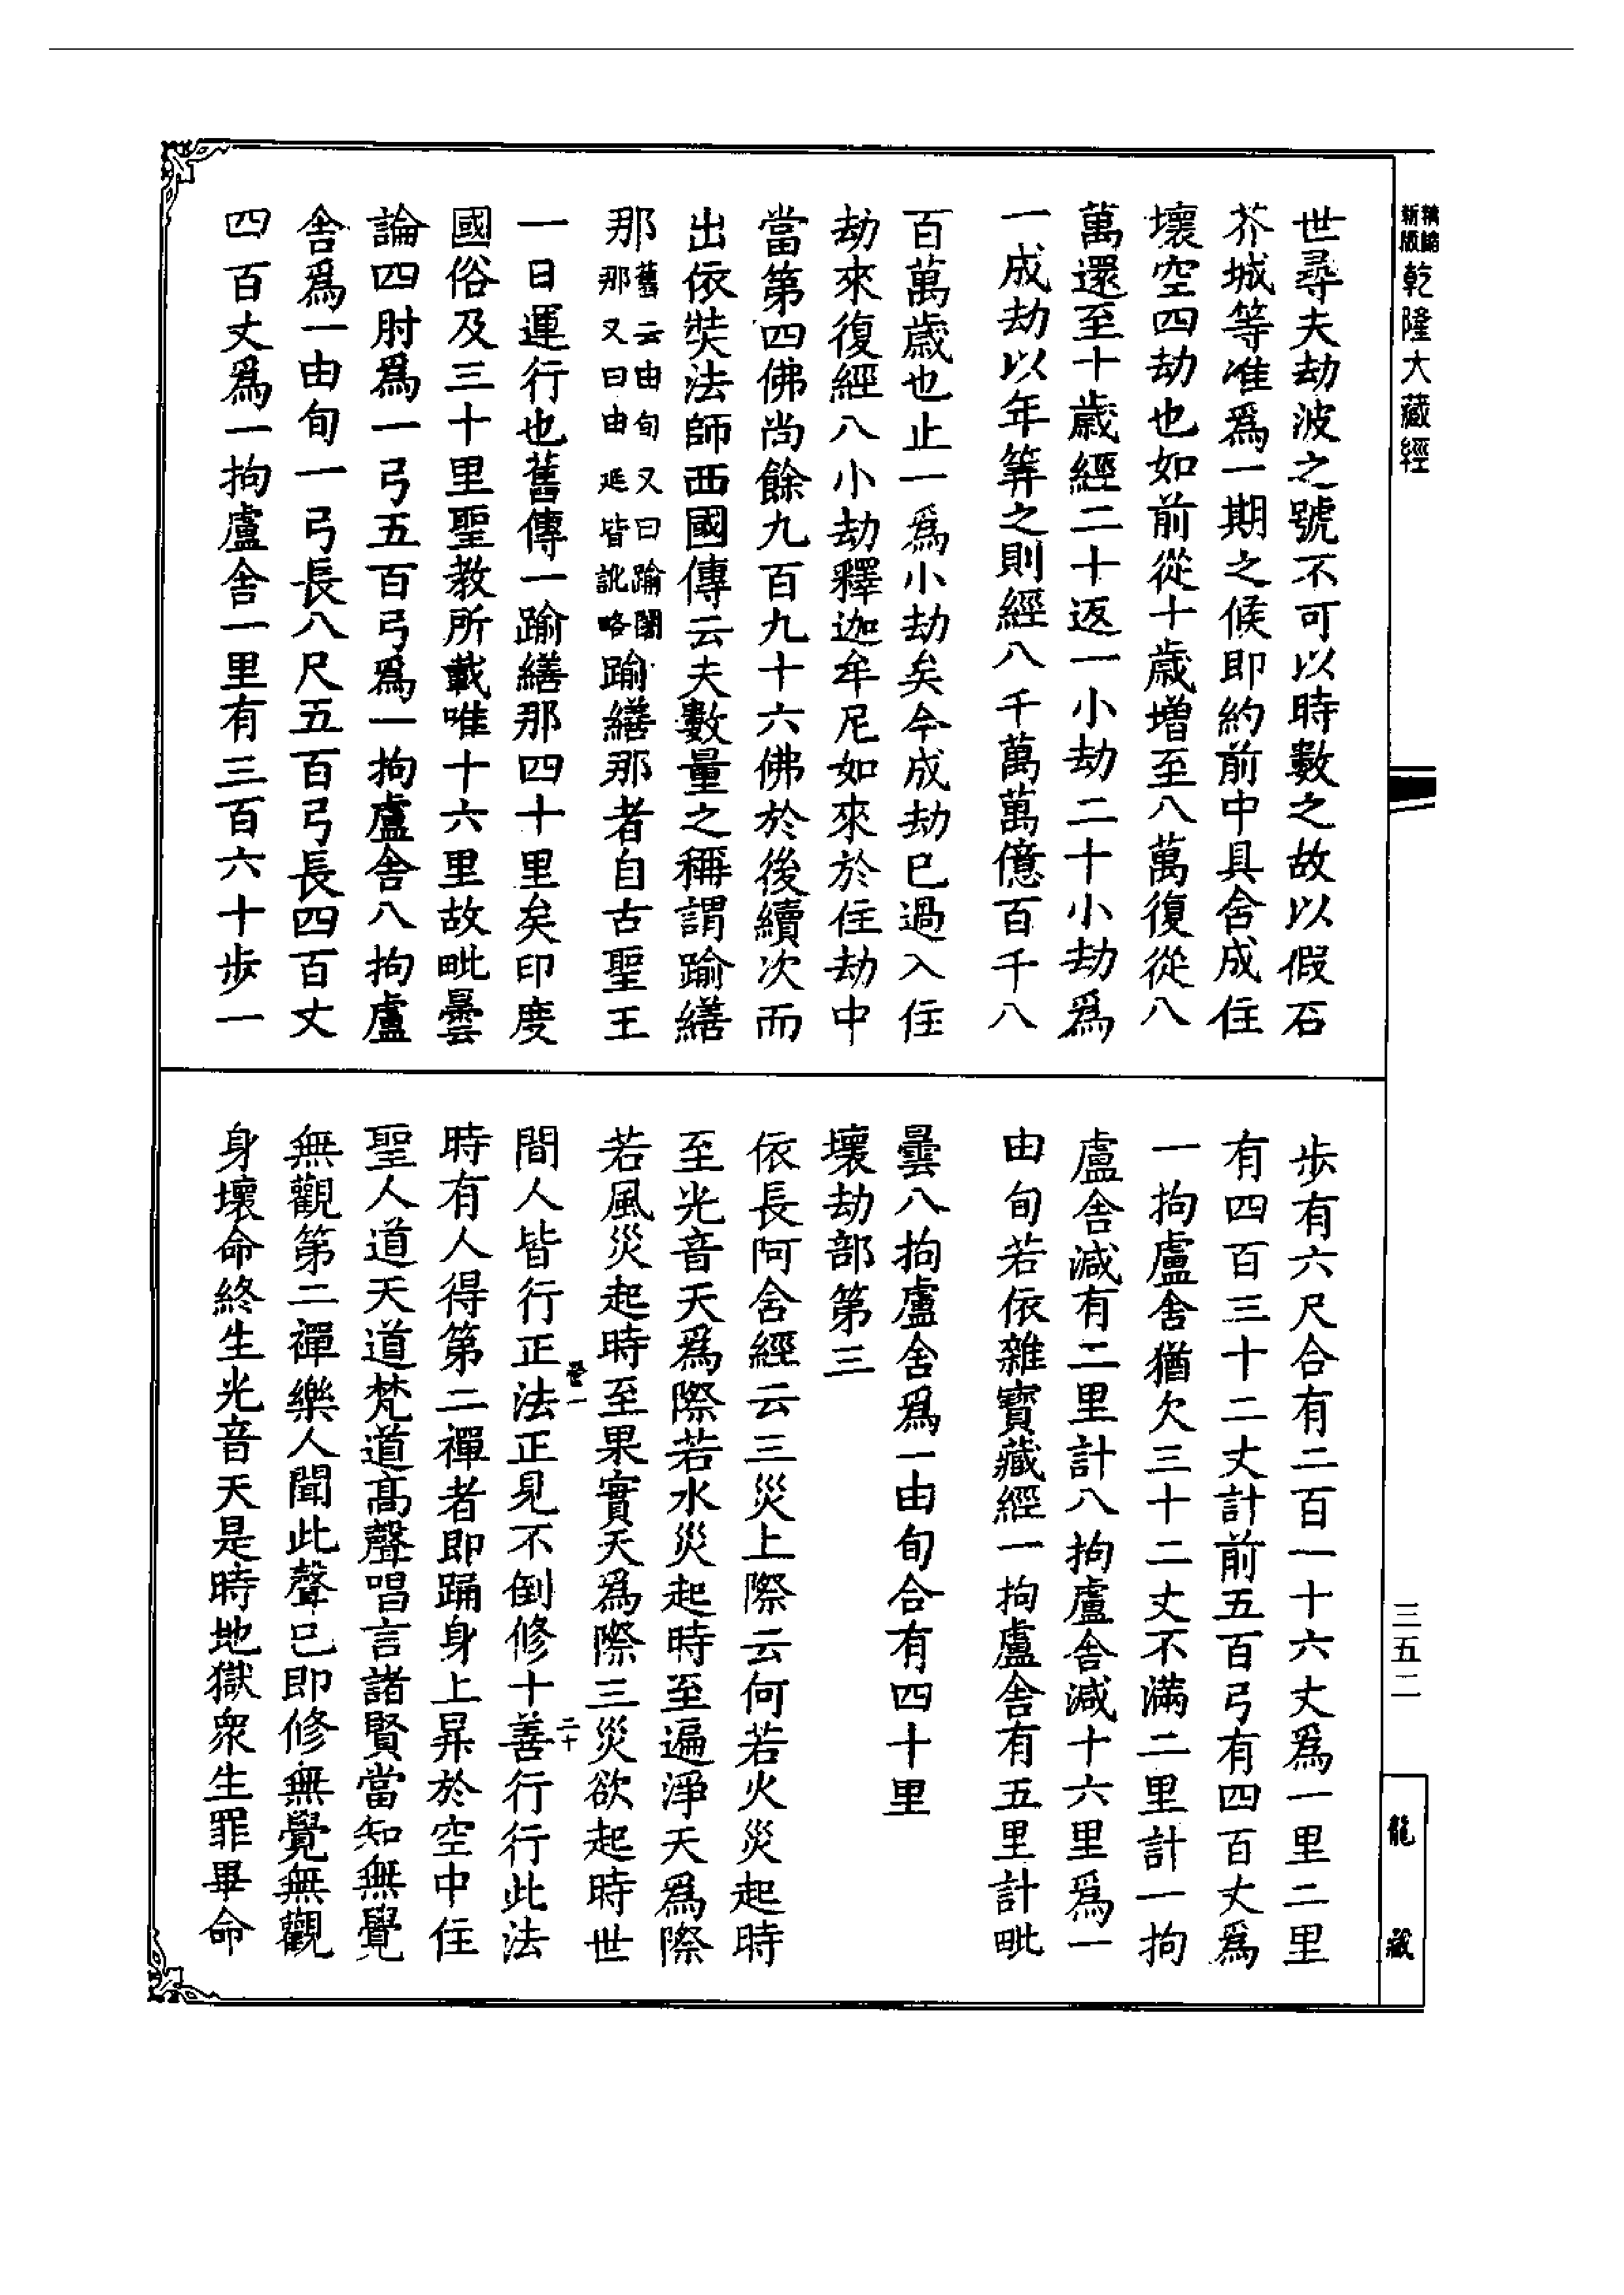 精縮
新版
乾隆大藏經
世尋夫劫波之號不可以時數之故以假石
芥城等准爲一期之候即約前中具舍成住
壞空四劫也如前從十歲增至八萬復從八
萬還至十歲經二十返一小劫二十小劫爲
一成劫以年筭之則經八千萬萬億百千八
百萬歲也止一爲小劫矣今成劫已過入住
劫來復經八小劫釋迦牟尼如來於住劫中
當第四佛尚餘九百九十六佛於後續次而
出依奘法師西國傳云夫數量之稱謂踰繕
那舊云由旬又曰踰闍那又曰由延皆訛略踰繕那者自古聖王
一日運行也舊傳一踰繕那四十里矣印度
國俗及三十里聖教所載唯十六里故毗曇
論四肘爲一弓五百弓爲一拘盧舍八拘盧
舍爲一由旬一弓長八尺五百弓長四百丈
四百丈爲一拘盧舍一里有三百六十步一
步有六尺合有二百一十六丈爲一里二里
有四百三十二丈計前五百弓有四百丈爲
一拘盧舍猶欠三十二丈不滿二里計一拘
盧舍減有二里計八拘盧舍減十六里爲一
由旬若依雜寶藏經一拘盧舍有五里計毗
曇八拘盧舍爲一由旬合有四十里
壞劫部第三
依長阿含經云三災上際云何若火災起時
至光音天爲際若水災起時至遍淨天爲際
若風災起時至果實天爲際三災欲起時世
間人皆行正法正見不倒修十善行行此法
時有人得第二禪者即踊身上昇於空中住
聖人道天道梵道高聲唱言諸賢當知無覺
無觀第二禪樂人聞此聲已即修無覺無觀
身壞命終生光音天是時地獄眾生罪畢命
二十
三五二
龍藏